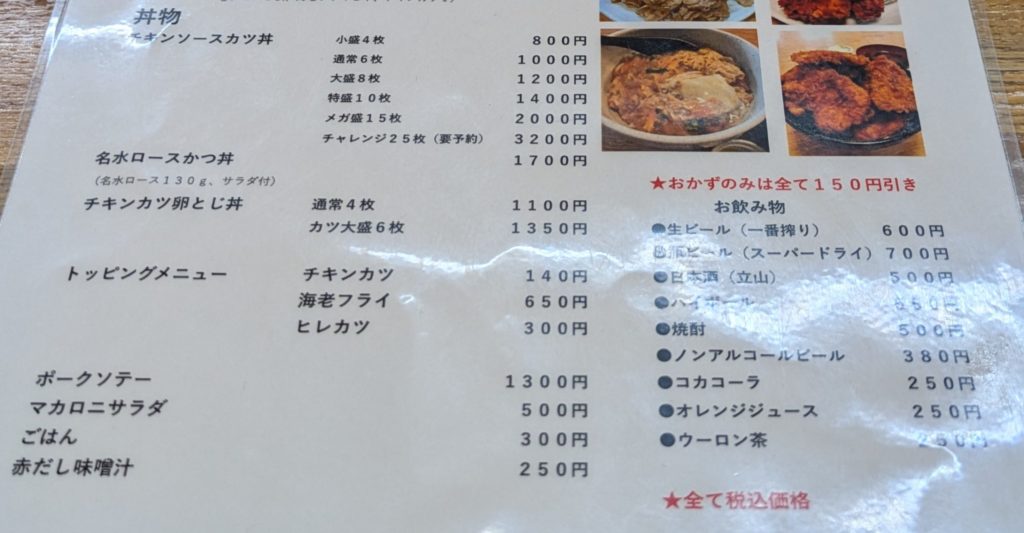 丼物
チキンソースカツ丼 小盛４枚 ８００円
通常６枚 １０００円
大盛８枚 １２００円
特盛１０枚 １４００円
メガ盛１５枚 ２０００円
チャレンジ２５枚（要予約） ３２００円
名水ロースかつ丼 １７００円
（名水ロース１３０ｇ、サラダ付）
チキンカツ卵とじ丼 通常４枚 １１００円
カツ大盛６枚 １３５０円
トッピングメニュー チキンカツ １４０円
海老フライ ６５０円
ヒレカツ ３００円
ポークソテー １３００円
マカロニサラダ ５００円
ごはん ３００円
赤だし味噌汁 ２５０円
★おかずのみは全て１５０円引き
お飲み物
●生ビール（一番搾り） ６００円
ビール（スーパードライ） ７００円
●日本酒（立山） ５００円
●ハイボール ５５０円
●焼酎 ５００円
●ノンアルコールビール ３８０円
●コカコーラ ２５０円
●オレンジジュース ２５０円
●ウーロン茶 ２５０円
★全て税込価格